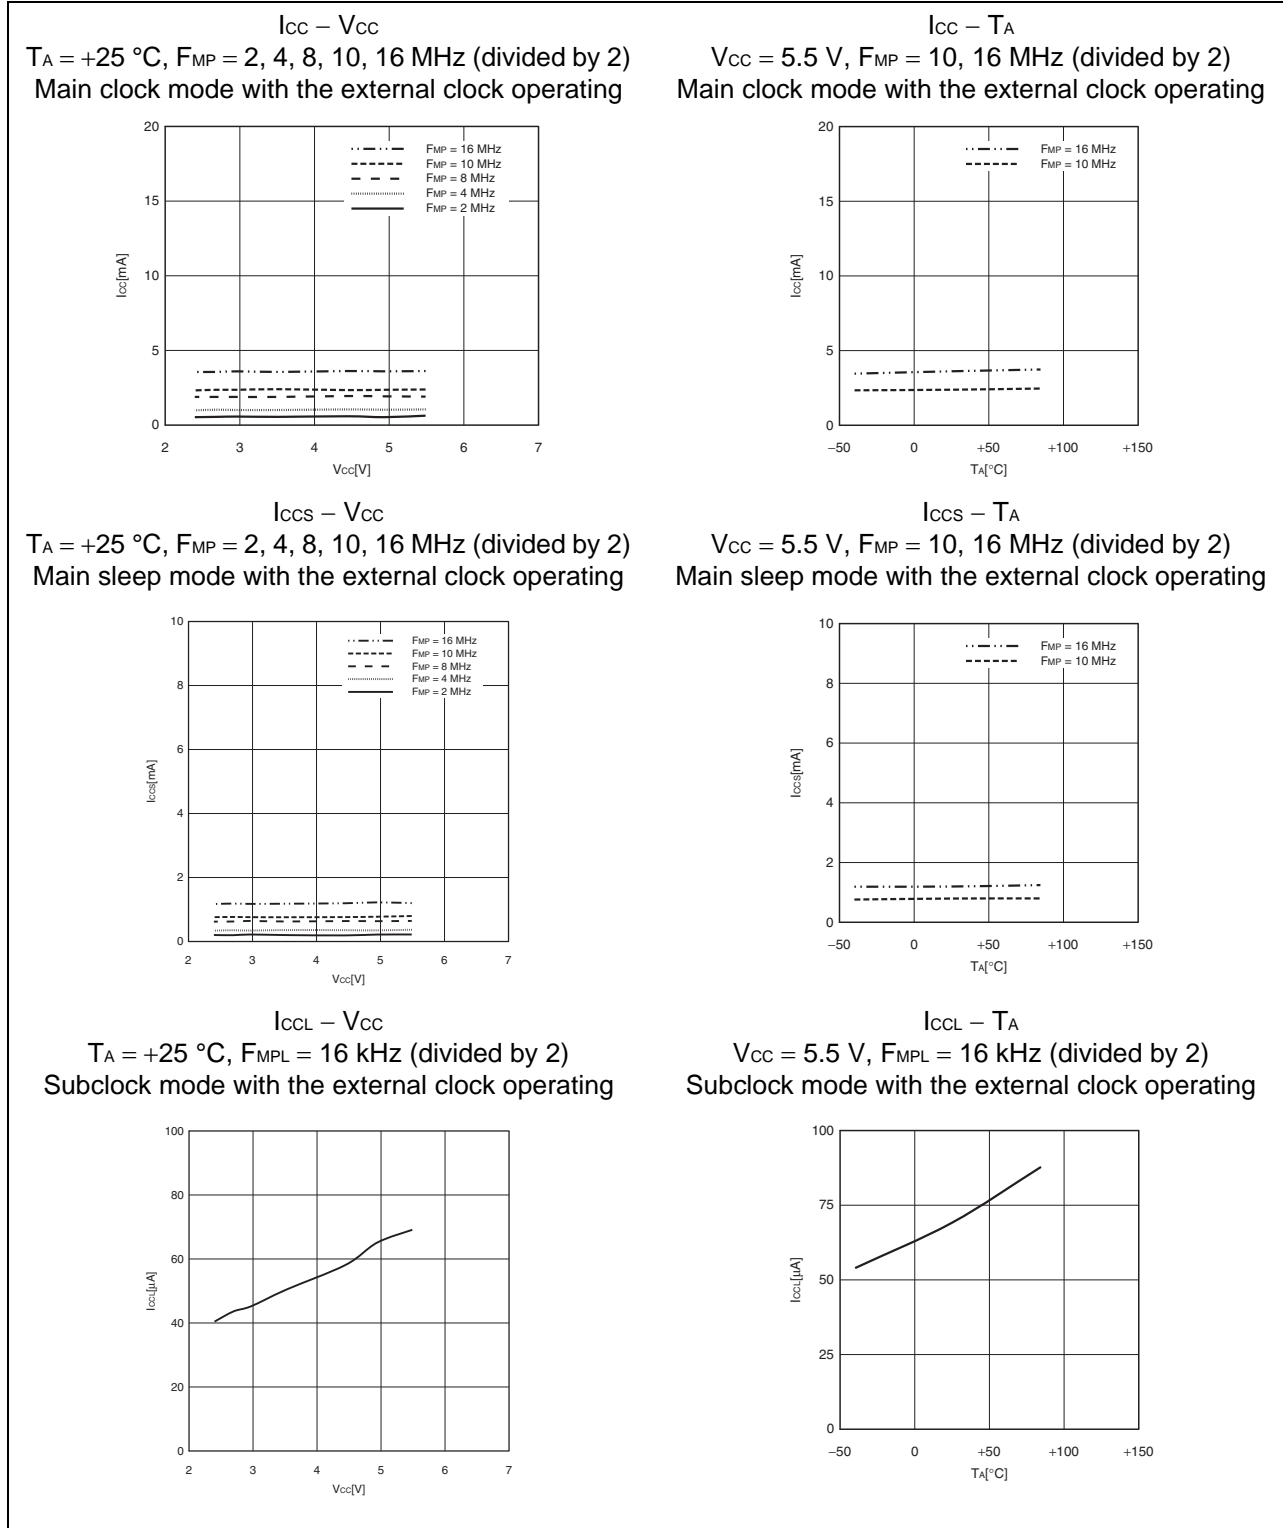 ICC − VCC
TA = +25 °C, FMP = 2, 4, 8, 10, 16 MHz (divided by 2)
Main clock mode with the external clock operating
20
15
10
5
0
ICC[mA]
FMP = 16 MHz
FMP = 10 MHz
FMP = 8 MHz
FMP = 4 MHz
FMP = 2 MHz
2 3 4 5 6 7
VCC[V]
ICC − TA
VCC = 5.5 V, FMP = 10, 16 MHz (divided by 2)
Main clock mode with the external clock operating
20
15
10
5
0
ICC[mA]
FMP = 16 MHz
FMP = 10 MHz
−50 0 +50 +100 +150
TA[°C]
ICCS − VCC
TA = +25 °C, FMP = 2, 4, 8, 10, 16 MHz (divided by 2)
Main sleep mode with the external clock operating
10
8
6
4
2
0
ICCS[mA]
FMP = 16 MHz
FMP = 10 MHz
FMP = 8 MHz
FMP = 4 MHz
FMP = 2 MHz
2 3 4 5 6 7
VCC[V]
ICCS − TA
VCC = 5.5 V, FMP = 10, 16 MHz (divided by 2)
Main sleep mode with the external clock operating
10
8
6
4
2
0
ICCS[mA]
FMP = 16 MHz
FMP = 10 MHz
−50 0 +50 +100 +150
TA[°C]
ICCL − VCC
TA = +25 °C, FMPL = 16 kHz (divided by 2)
Subclock mode with the external clock operating
100
80
60
40
20
0
ICCL[µA]
2 3 4 5 6 7
VCC[V]
ICCL − TA
VCC = 5.5 V, FMPL = 16 kHz (divided by 2)
Subclock mode with the external clock operating
100
75
50
25
0
ICCL[µA]
−50 0 +50 +100 +150
TA[°C]